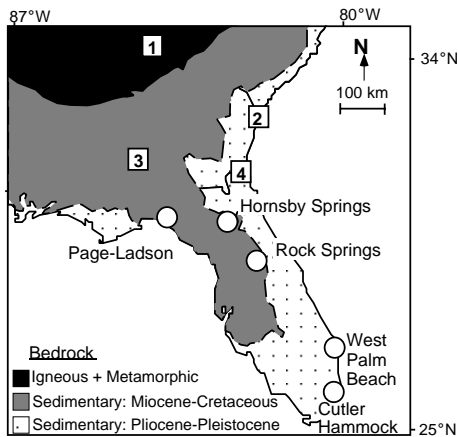 87°W
80°W
1
N
34°N
100 km
2
3
4
Hornsby Springs
Page-Ladson
Rock Springs
West
Palm
Beach
Bedrock
Igneous + Metamorphic
Sedimentary: Miocene-Cretaceous
Sedimentary: Pliocene-Pleistocene
Cutler
Hammock
25°N